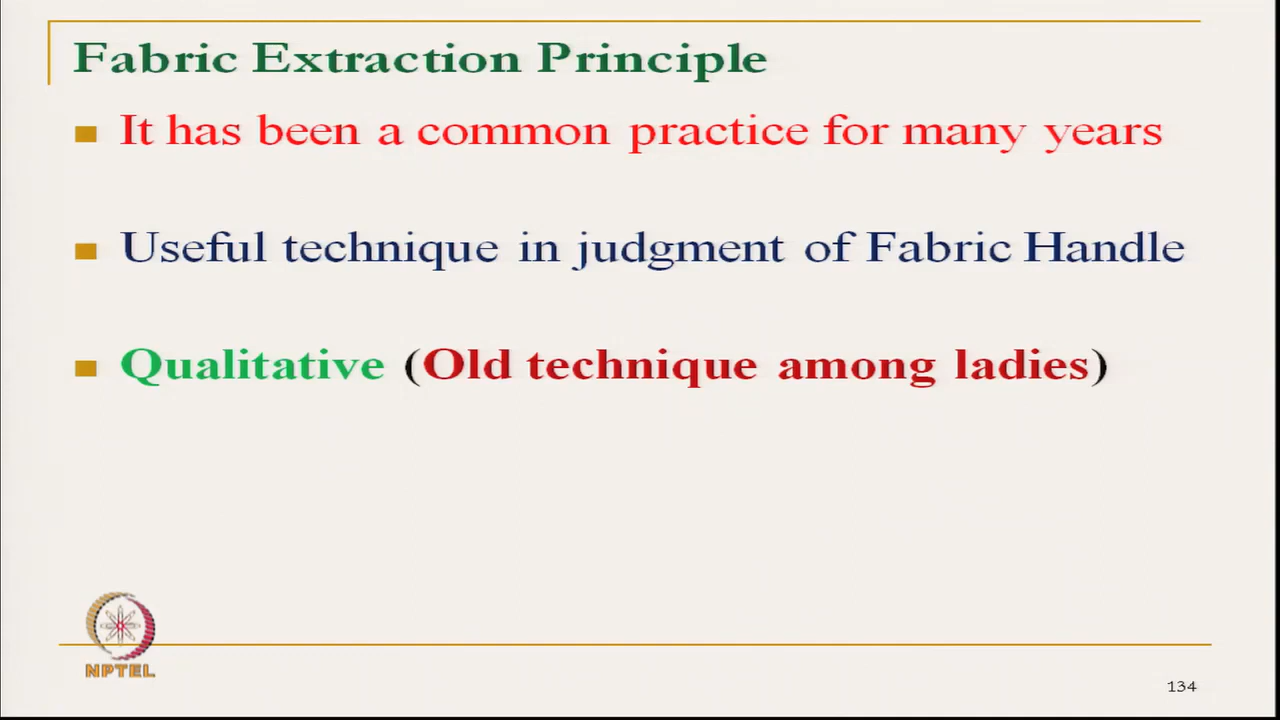 Fabric Extraction Principle
It has been a common practice for many years
Useful technique in judgment of Fabric Handle
Qualitative (Old technique among ladies)
NPTEL
134